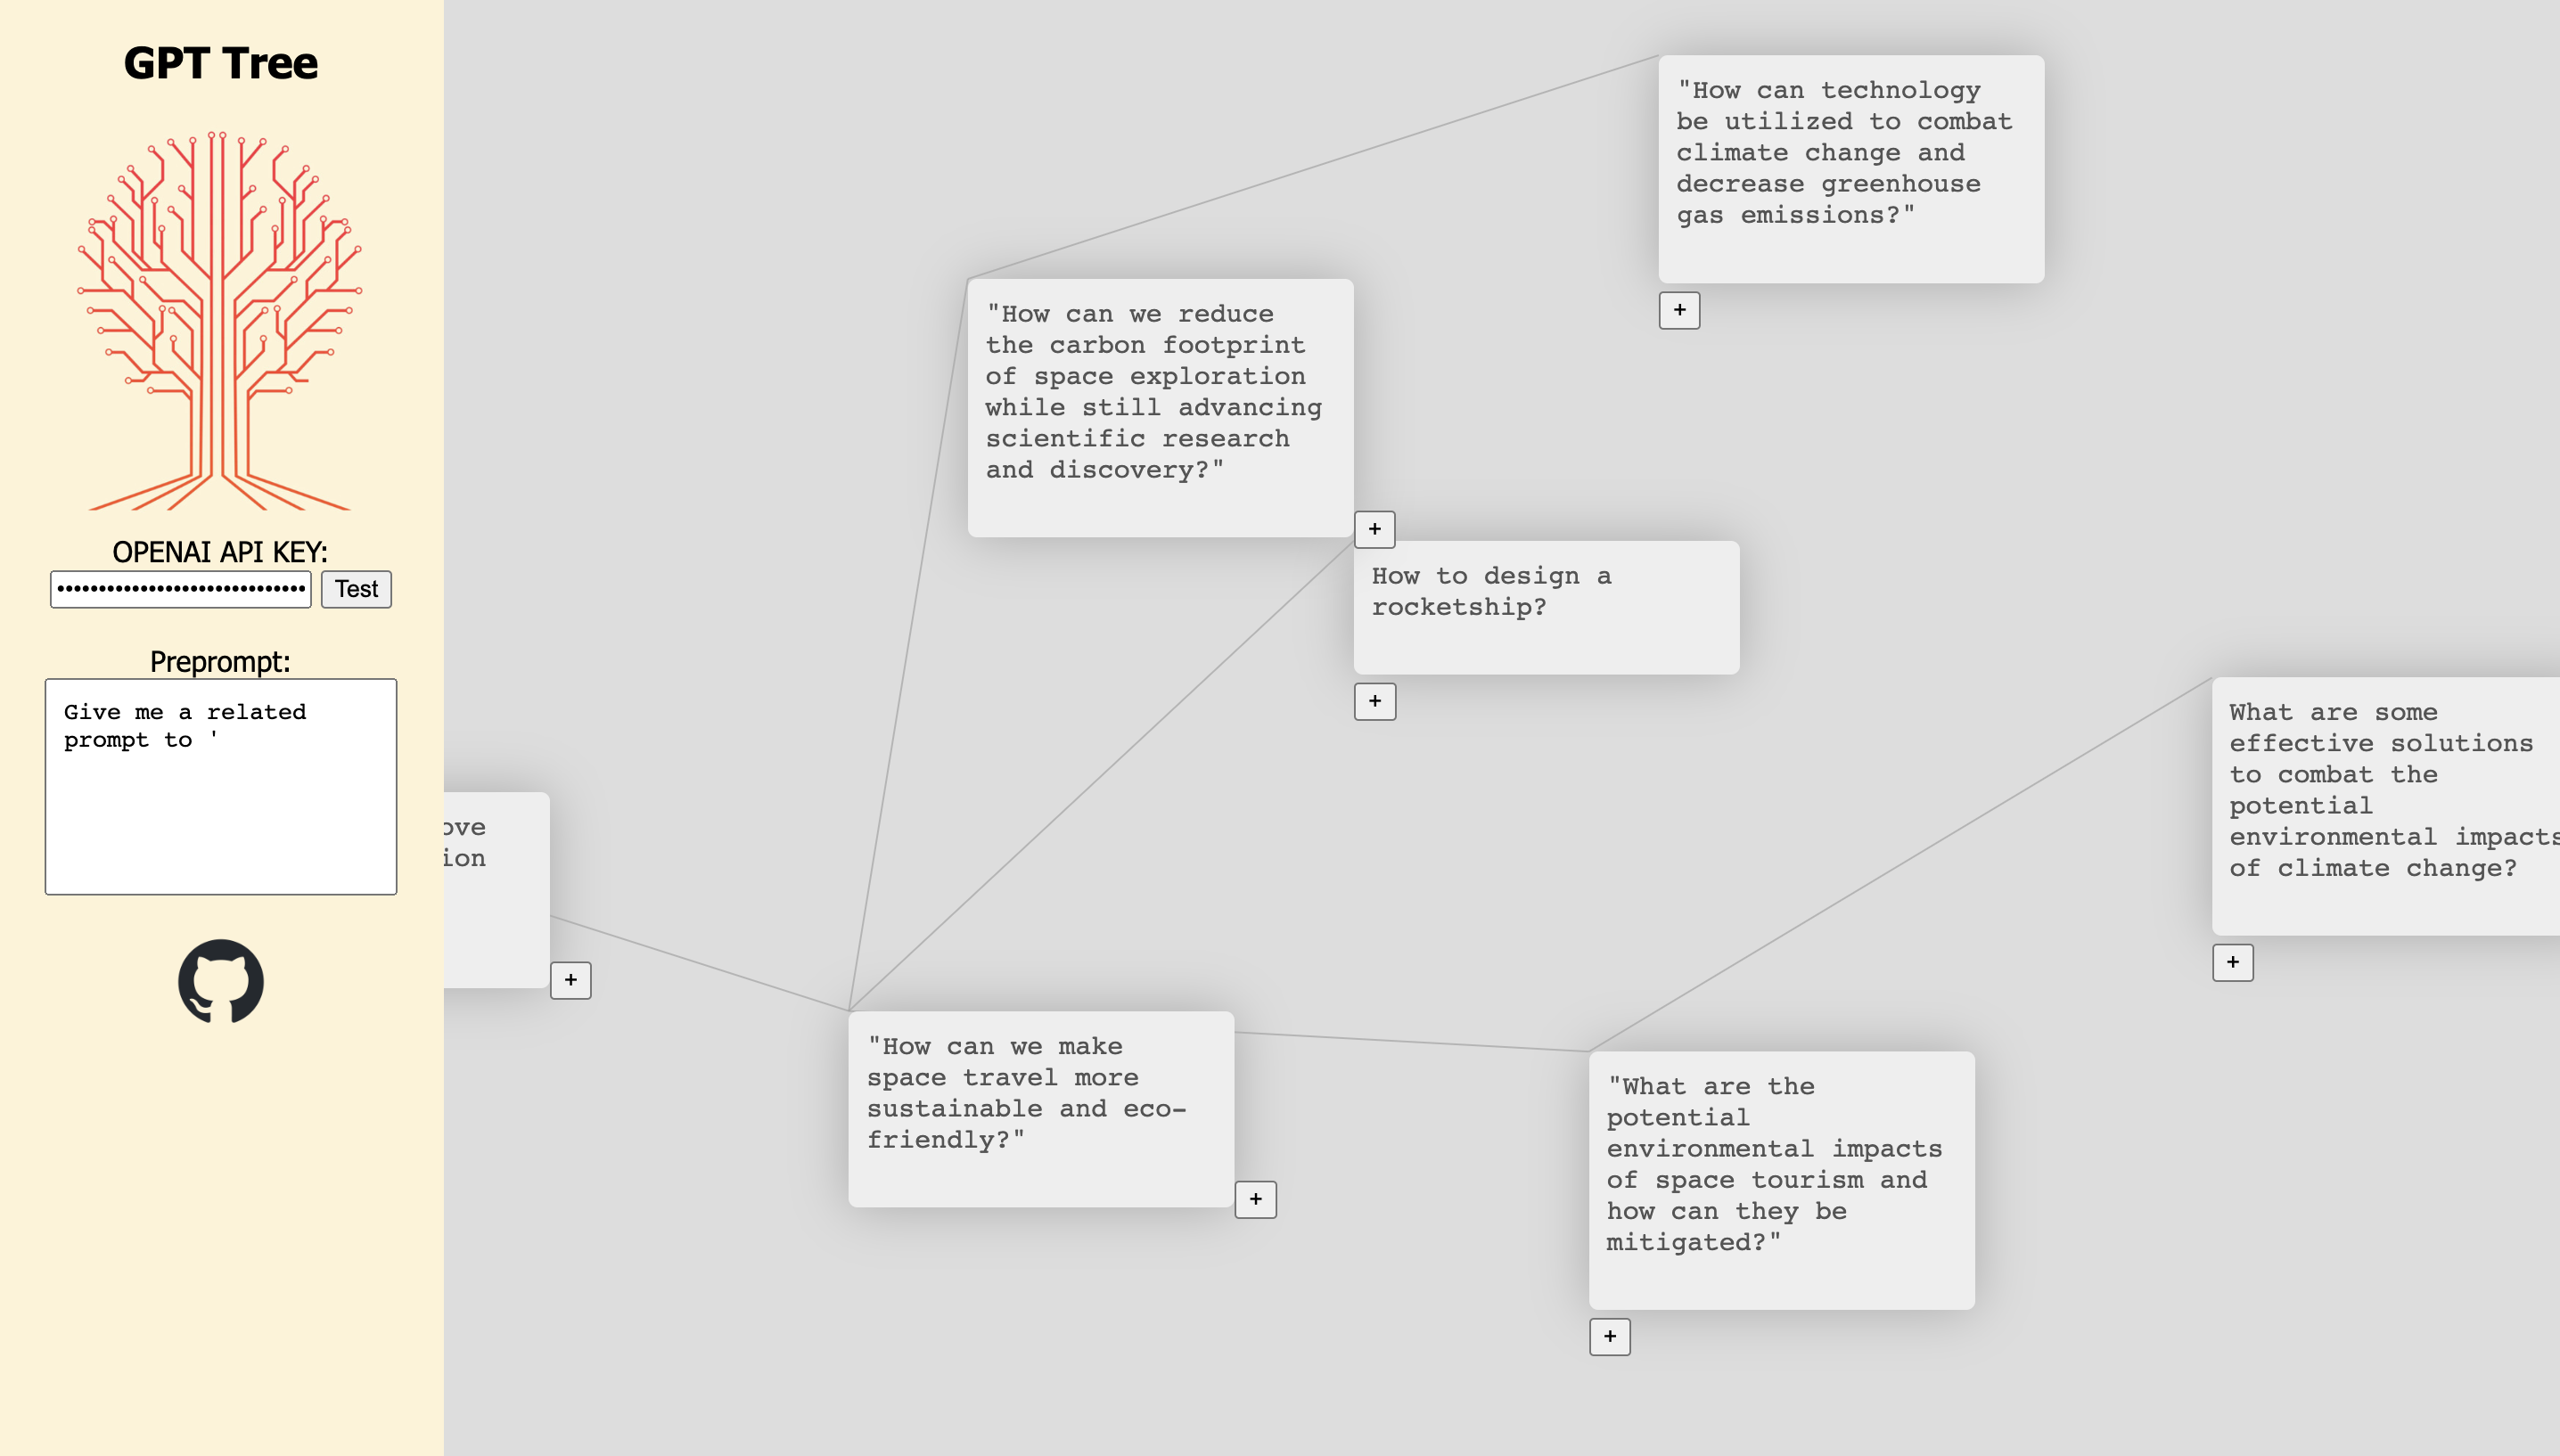 GPT Tree
OPENAI API KEY:
Test
Preprompt:
Give me a related
prompt to '
"How can technology
be utilized to combat
climate change and
decrease greenhouse
gas emissions?"
+
"How can we reduce
the carbon footprint
of space exploration
while still advancing
scientific research
and discovery?"
+
How to design a
rocketship?
+
What are some
effective solutions
to combat the
potential
environmental impacts
of climate change?
+
ove
ion
+
"How can we make
space travel more
sustainable and eco-
friendly?"
+
"What are the
potential
environmental impacts
of space tourism and
how can they be
mitigated?"
+